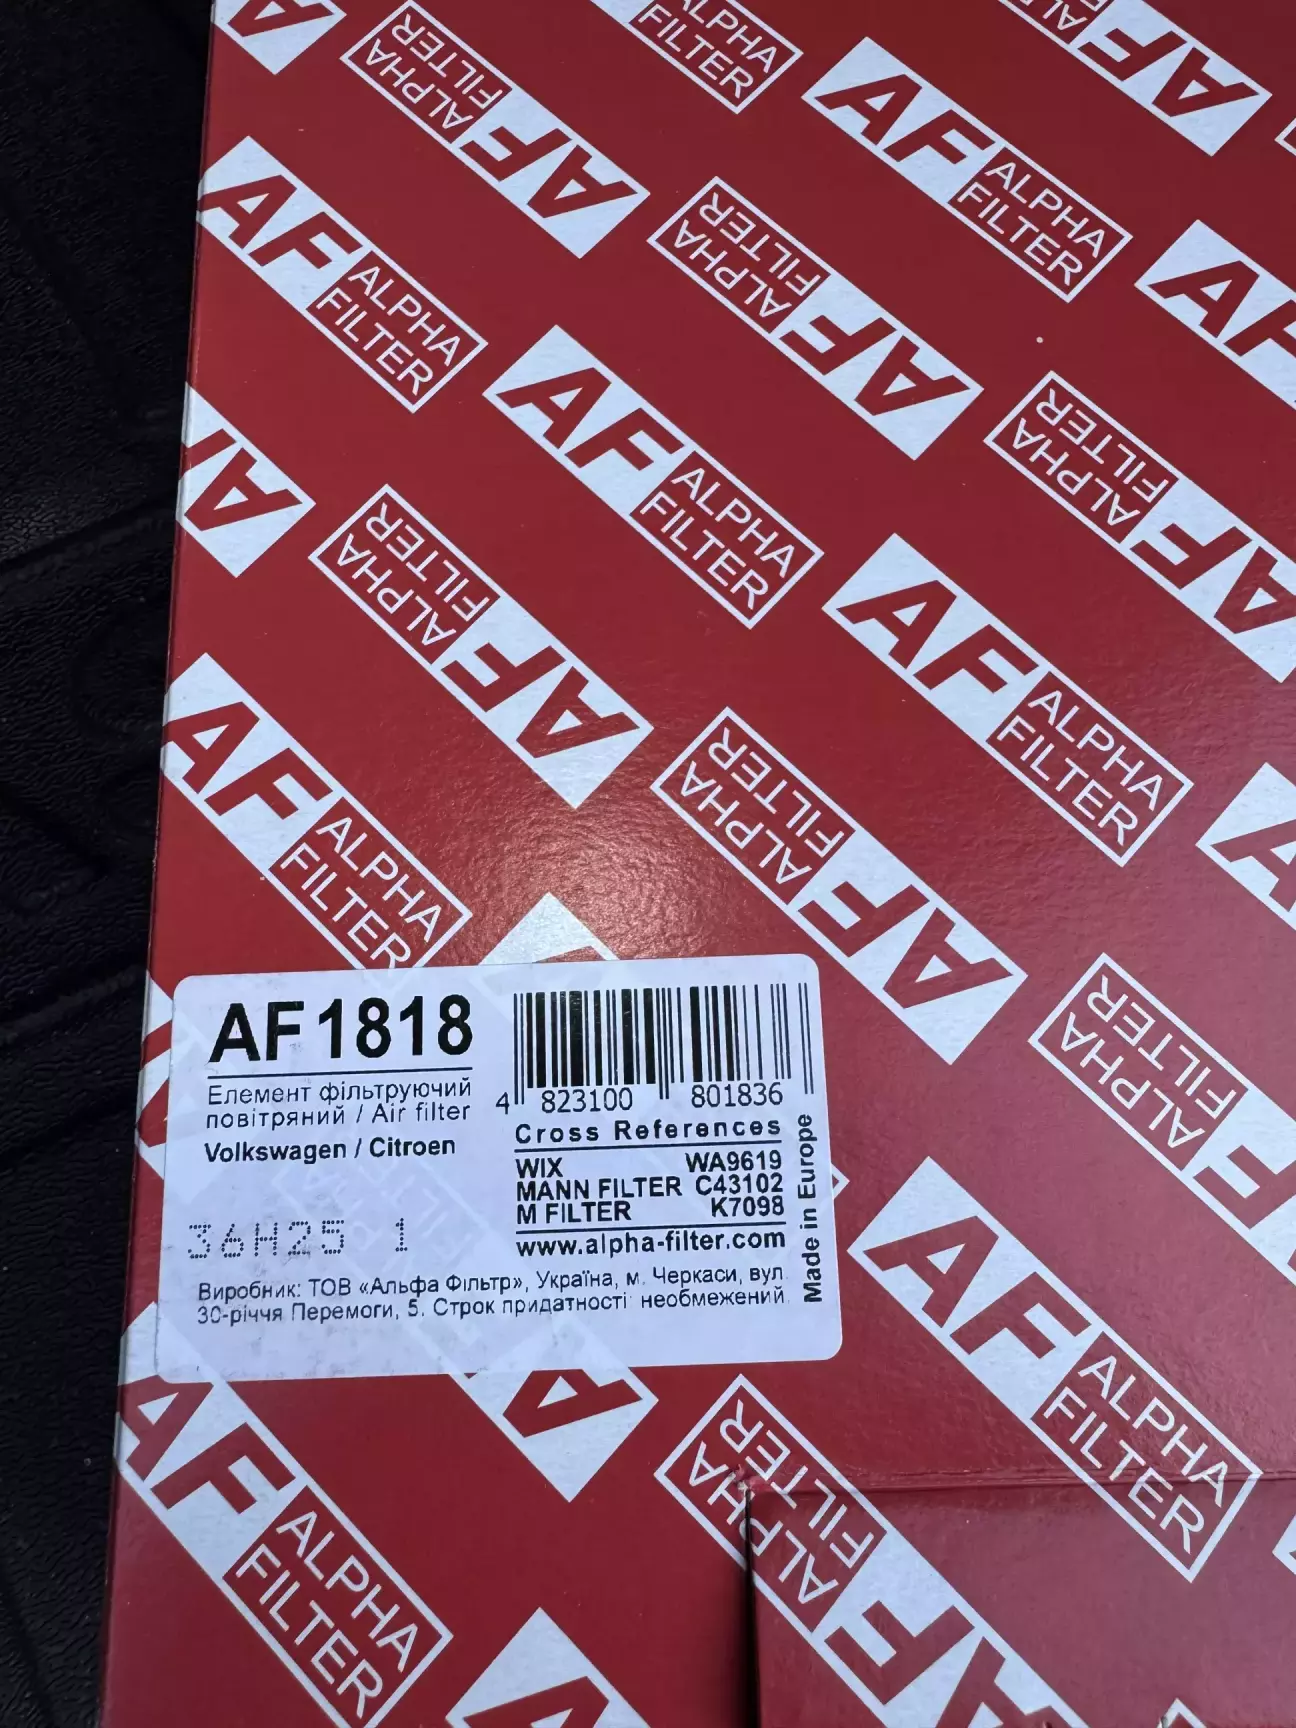 AF ALPHA FILTER
AF1818
Елемент фільтруючий
повітряний / Air filter
Volkswagen / Citroen
36H25 1
4 823100 801836
Cross References
WIX WA9619
MANN FILTER C43102
M FILTER K7098
www.alpha-filter.com
Made in Europe
Виробник: ТОВ «Альфа Фільтр», Україна, м. Черкаси, вул.
30-річчя Перемоги, 5. Строк придатності необмежений.